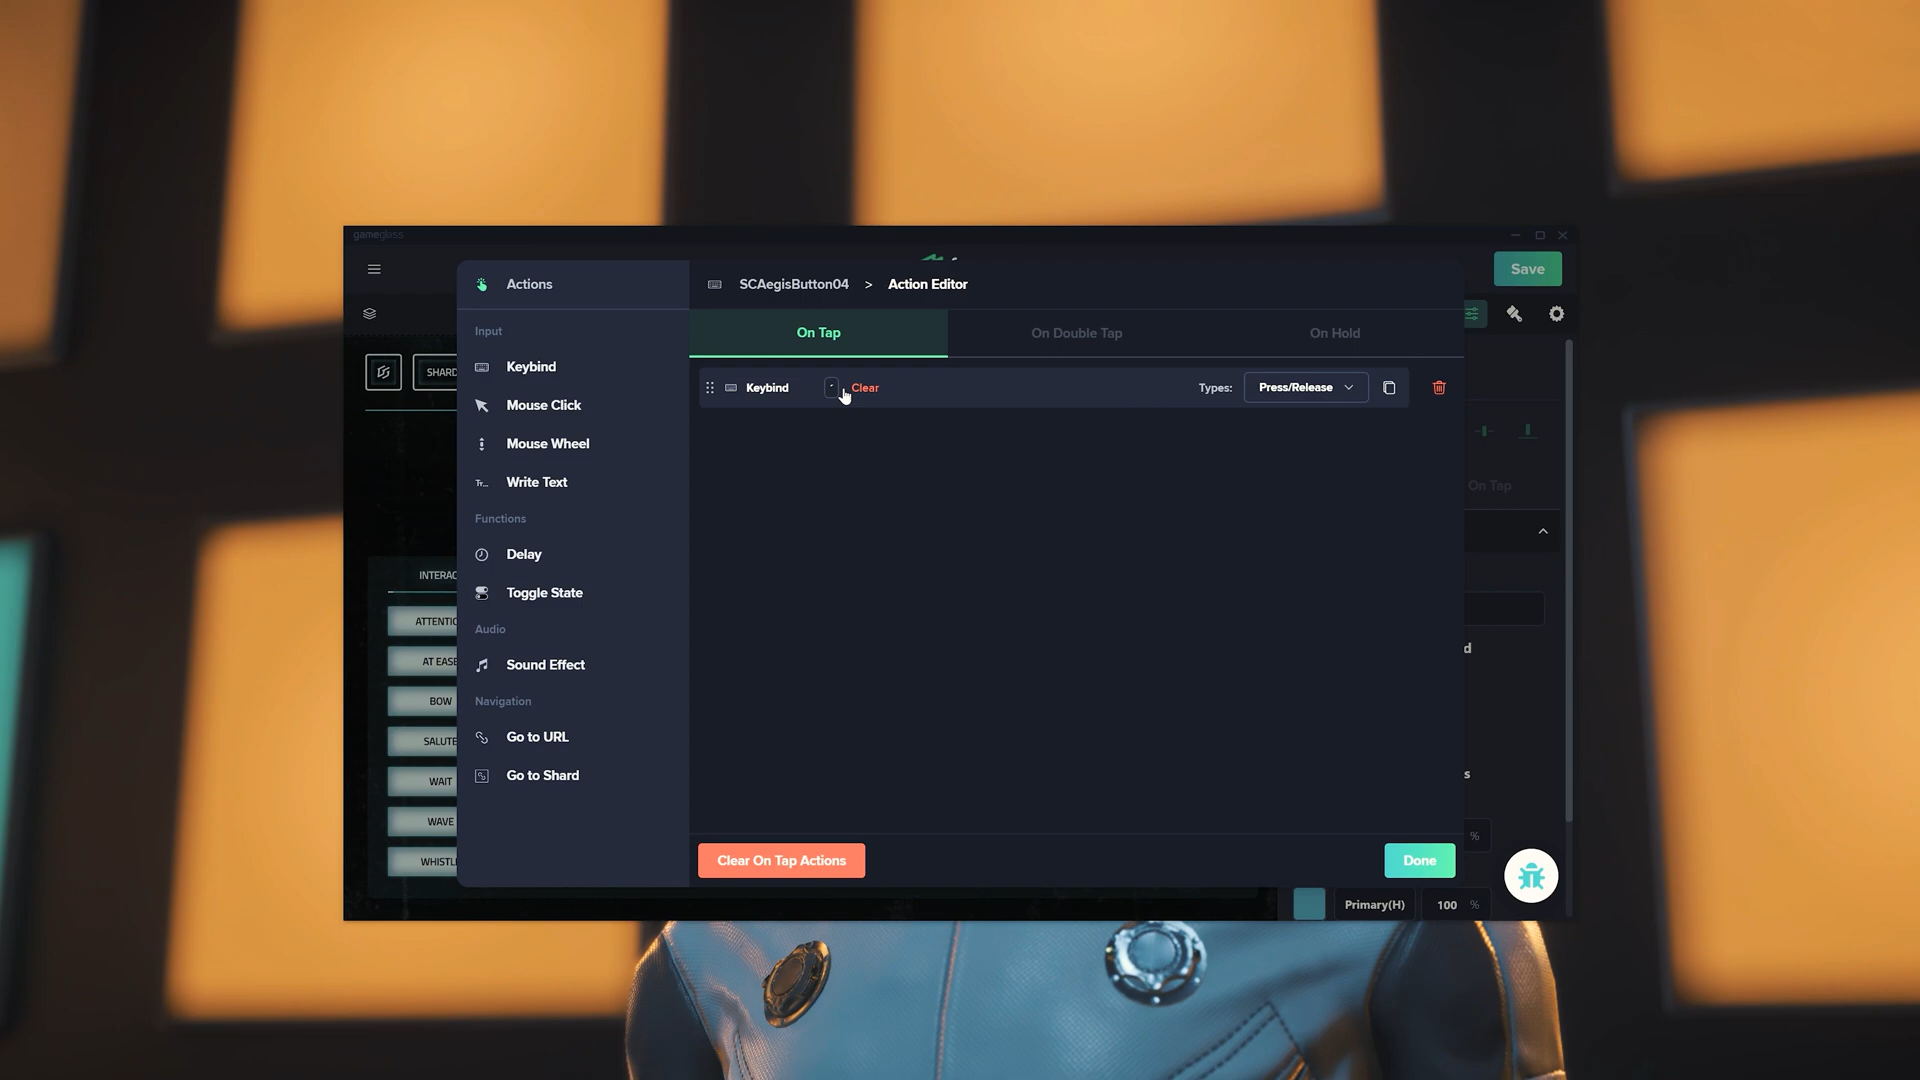 gameglass
Save
Actions
SCAegisButton04 > Action Editor
Input
On Tap
On Double Tap
On Hold
Keybind
Mouse Click
Mouse Wheel
Write Text
Keybind
Clear
Types:
Press/Release
SHARD
On Tap
Functions
Delay
Toggle State
INTERAC
ATTENTIO
AT EASE
BOW
SALUTE
WAIT
WAVE
WHISTL
Audio
Sound Effect
Navigation
Go to URL
Go to Shard
d
s
%
Clear On Tap Actions
Done
Primary(H)
100 %